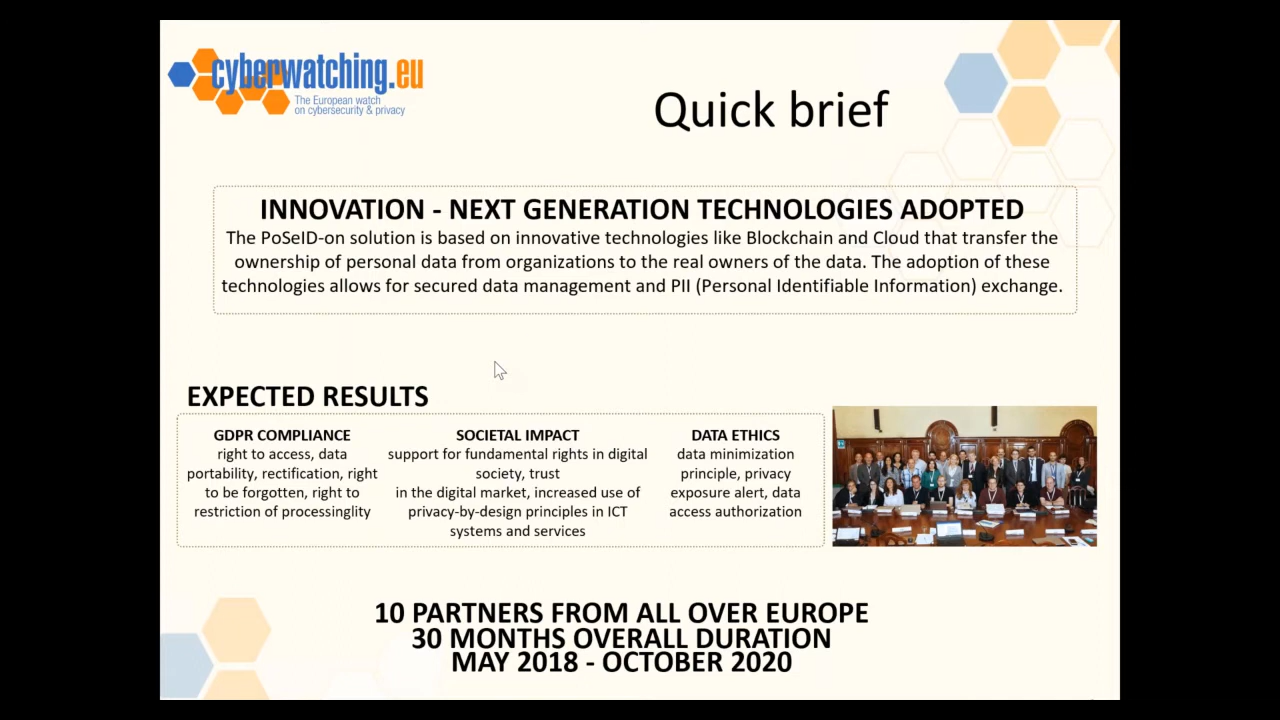 cyberwatching.eu
The European watch
on cybersecurity & privacy
Quick brief
INNOVATION - NEXT GENERATION TECHNOLOGIES ADOPTED
The PoSeID-on solution is based on innovative technologies like Blockchain and Cloud that transfer the
ownership of personal data from organizations to the real owners of the data. The adoption of these
technologies allows for secured data management and PII (Personal Identifiable Information) exchange.
EXPECTED RESULTS
GDPR COMPLIANCE
right to access, data
portability, rectification, right
to be forgotten, right to
restriction of processinglity
SOCIETAL IMPACT
support for fundamental rights in digital
society, trust
in the digital market, increased use of
privacy-by-design principles in ICT
systems and services
DATA ETHICS
data minimization
principle, privacy
exposure alert, data
access authorization
10 PARTNERS FROM ALL OVER EUROPE
30 MONTHS OVERALL DURATION
MAY 2018 - OCTOBER 2020